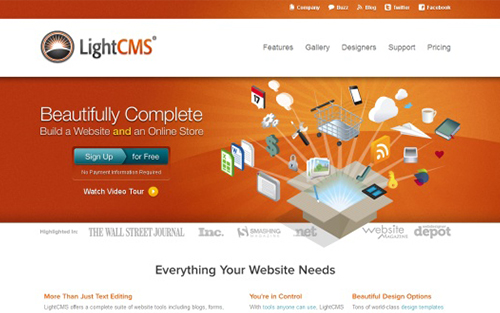 Company Buzz Blog Twitter Facebook
LightCMS®
Features Gallery Designers Support Pricing
17
Beautifully Complete
Build a Website and an Online Store
Sign Up for Free
No Payment Information Required
Watch Video Tour
Highlighted in: THE WALL STREET JOURNAL Inc. SMASHING MAGAZINE .net website MAGAZINE depot
Everything Your Website Needs
More Than Just Text Editing You're in Control Beautiful Design Options
LightCMS offers a complete suite of website tools including blogs, forms, With tools anyone can use, LightCMS Tons of world-class design templates